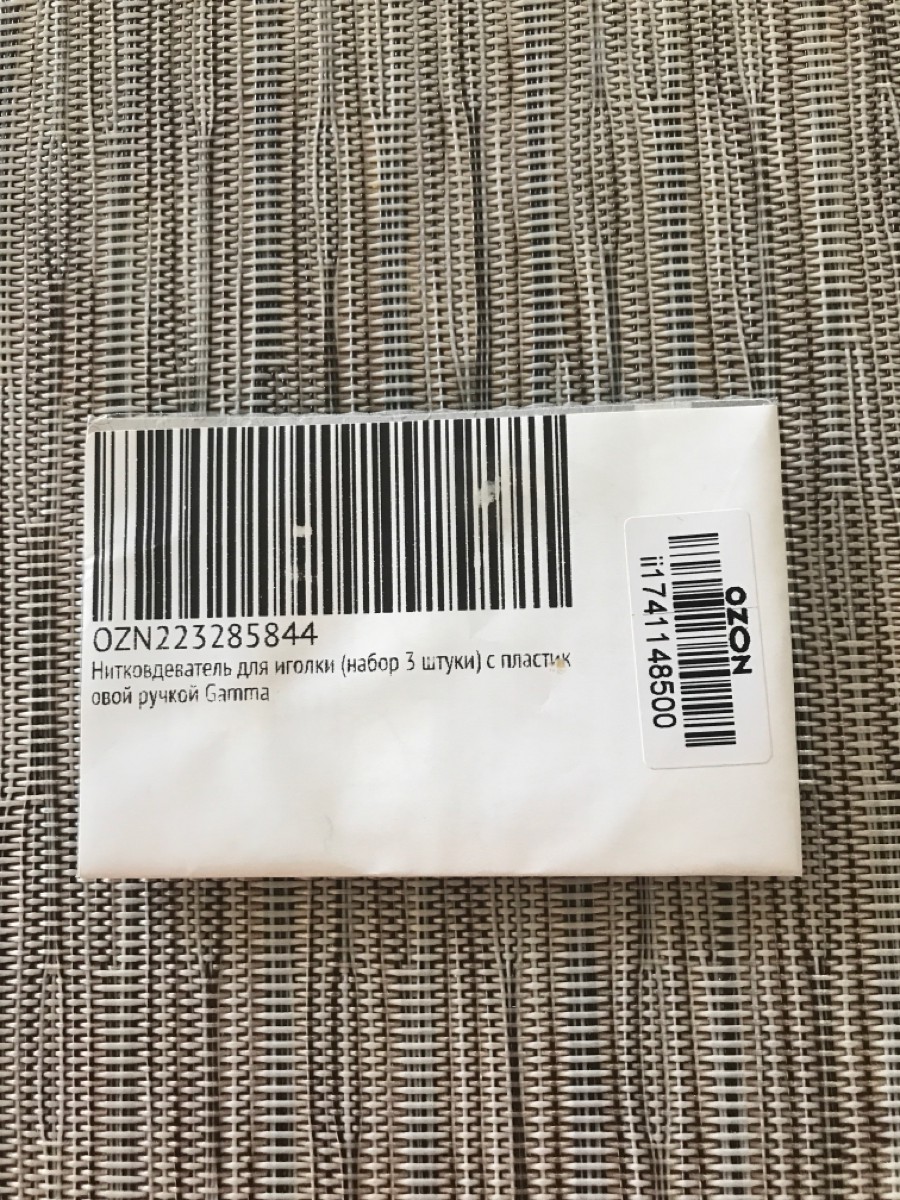 OZN223285844
Нитковдеватель для иголки (набор 3 штуки) с пластик
овой ручкой Gamma
OZON
ii1741148500